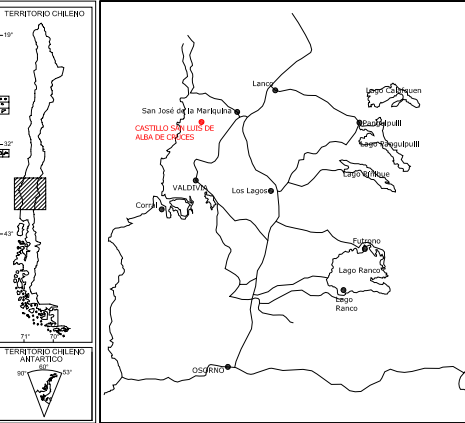 TERRITORIO CHILENO
19°
32°
43°
71°
70
TERRITORIO CHILENO
ANTARTICO
90°
60°
53°
Lanco
Lago Calafquen
San José de la Mariquina
Panguipulli
CASTILLO SAN LUIS DE
ALBA DE CRUCES
Lago Pangulpulli
Lago Riñihue
VALDIVIA
Los Lagos
Corral
Futrono
Lago Ranco
Lago
Ranco
OSORNO